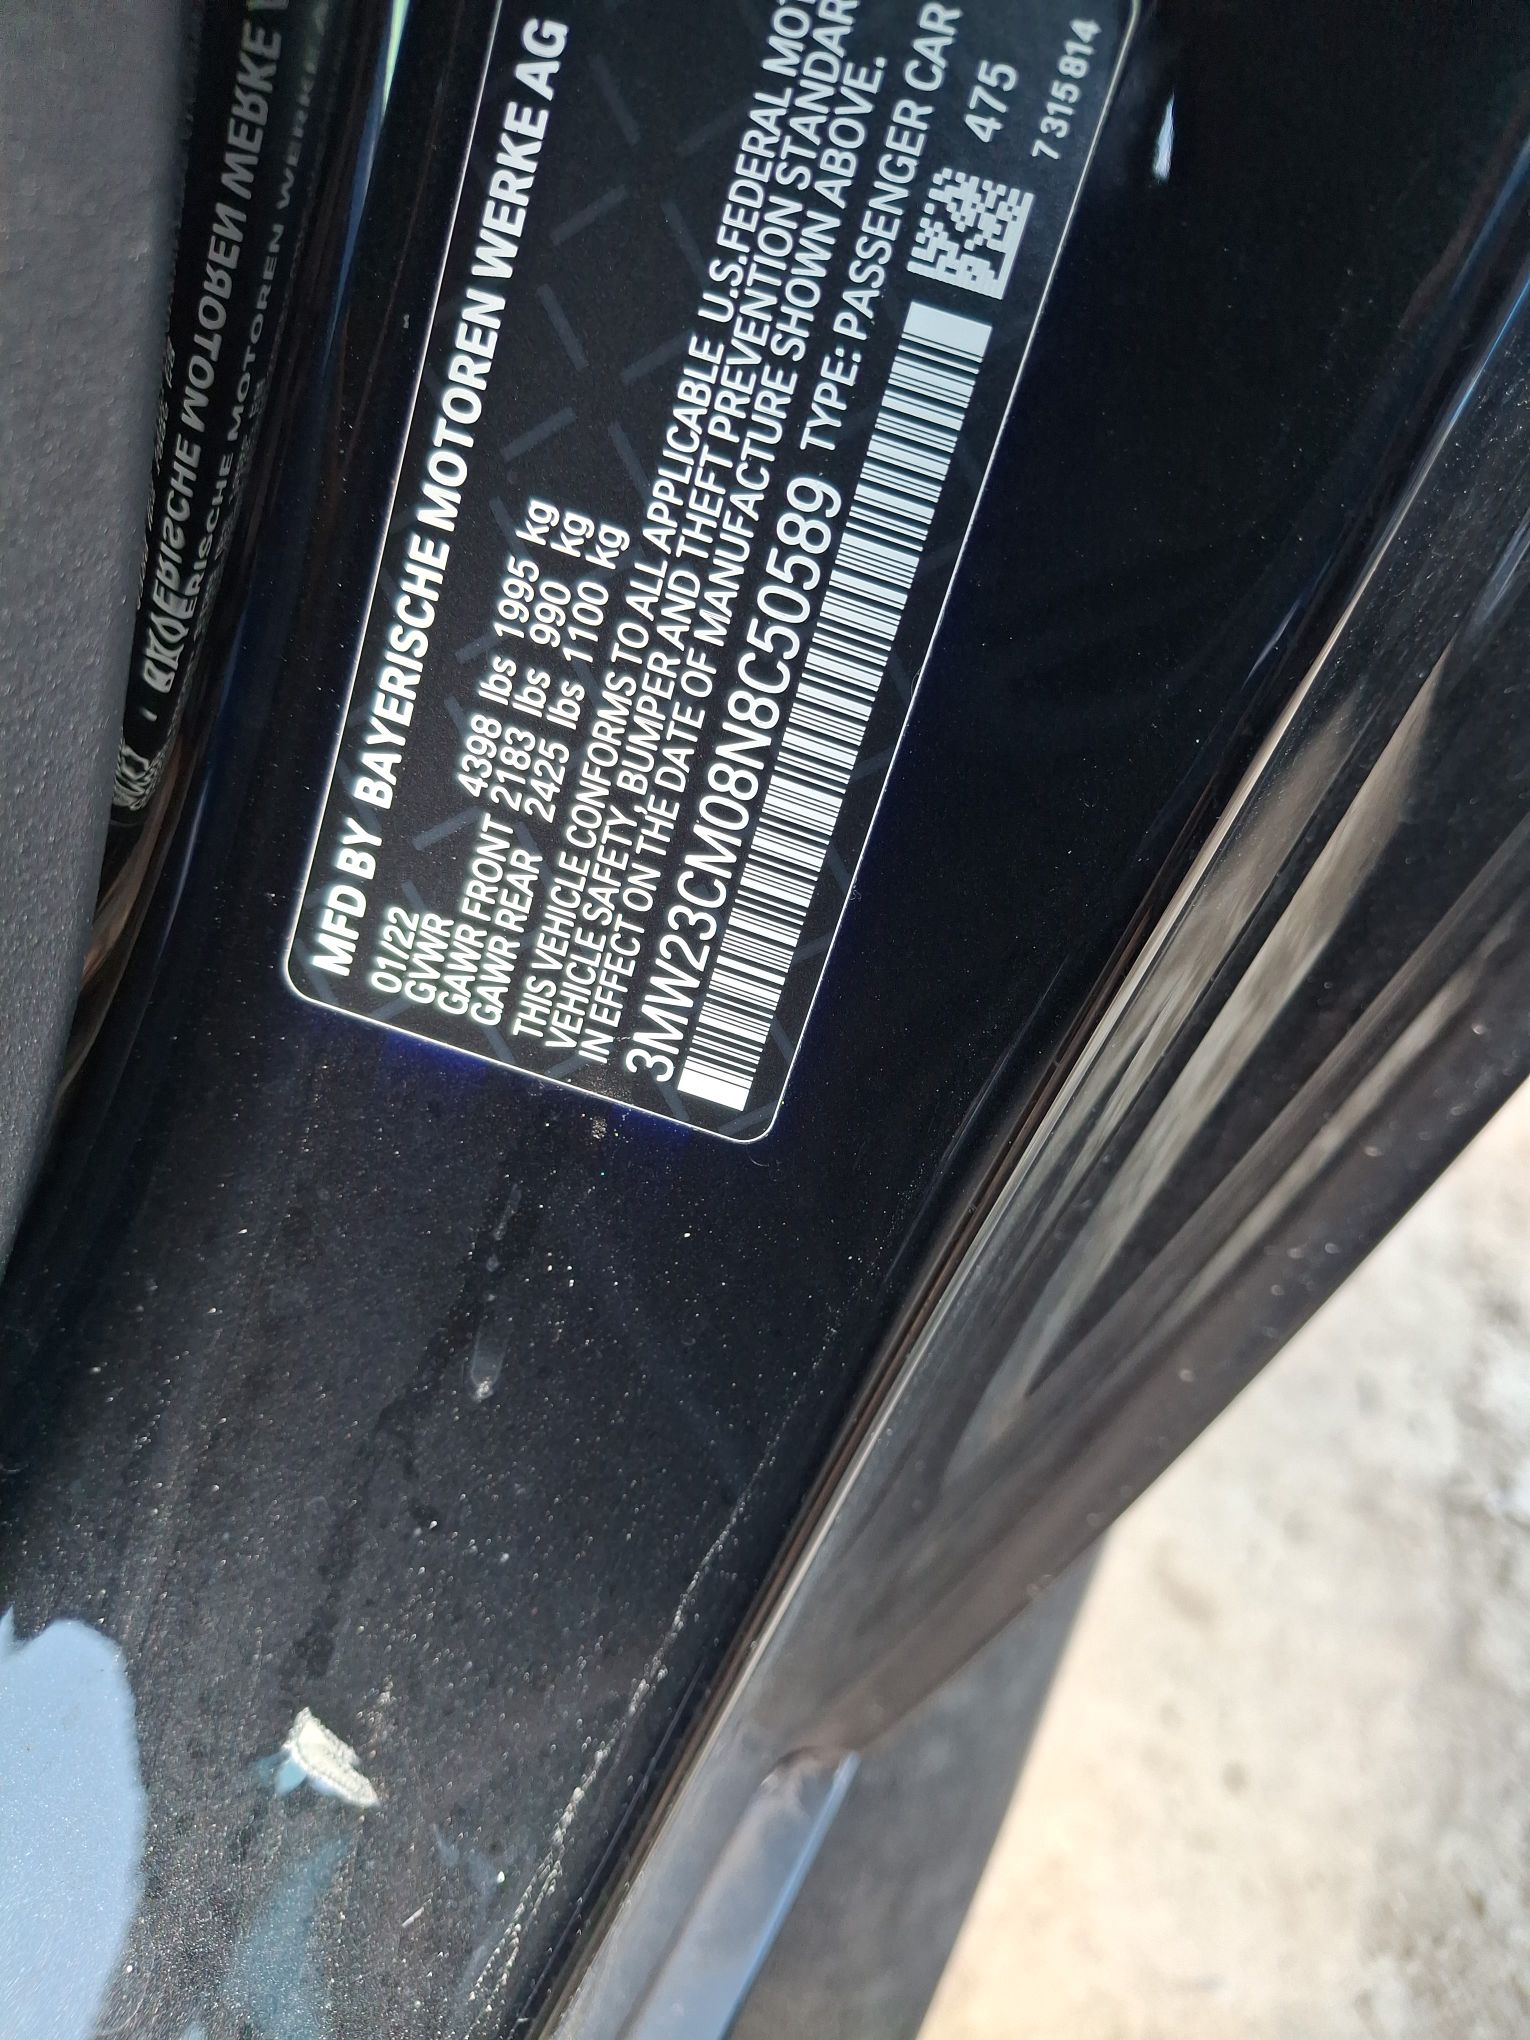 MFD BY BAYERISCHE MOTOREN WERKE AG
01/22
GVWR 4398 lbs 1995 kg
GAWR FRONT 2183 lbs 990 kg
GAWR REAR 2425 lbs 1100 kg
THIS VEHICLE CONFORMS TO ALL APPLICABLE U.S.FEDERAL
VEHICLE SAFETY, BUMPER AND THEFT PREVENTION
IN EFFECT ON THE DATE OF MANUFACTURE SHOWN ABOVE.
3MW23CM08N8C50589 TYPE: PASSENGER CAR
475
7 315 814